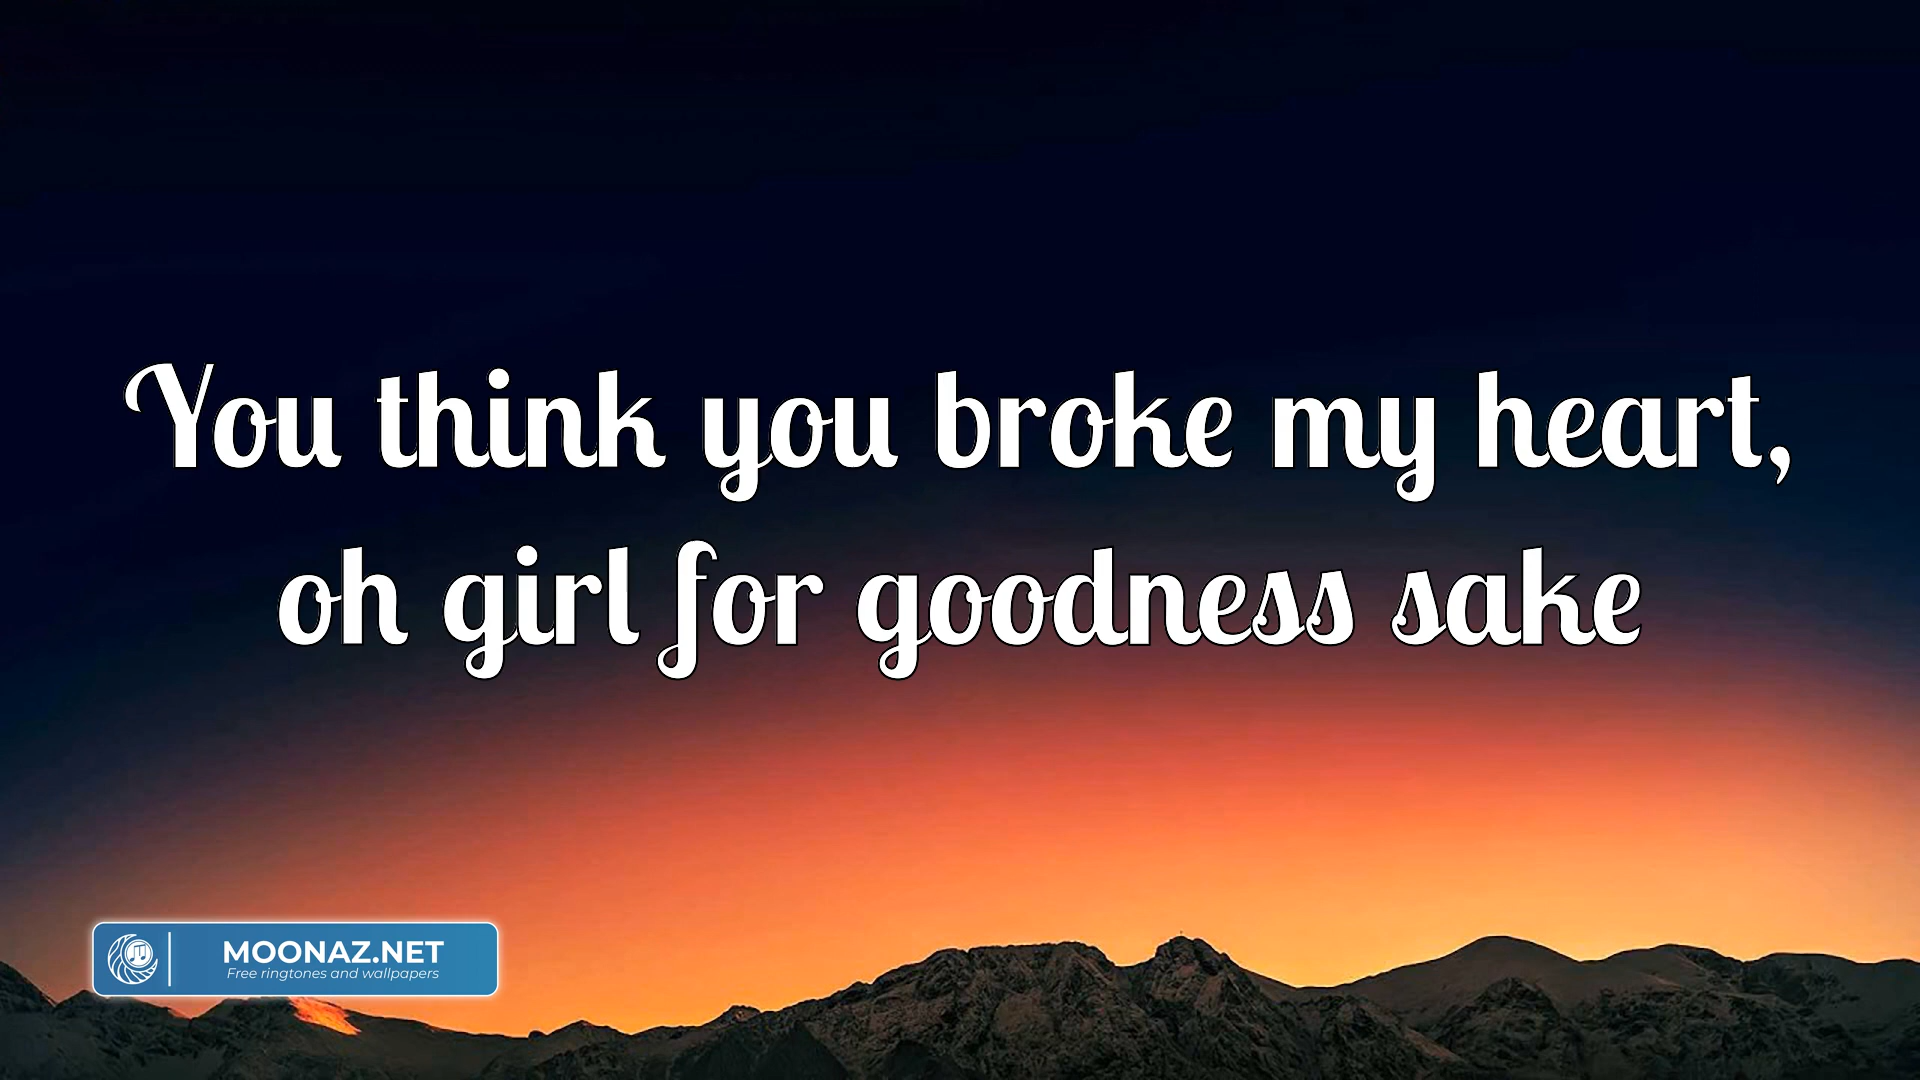 You think you broke my heart,
oh girl for goodness sake
MOONAZ.NET
Free ringtones and wallpapers